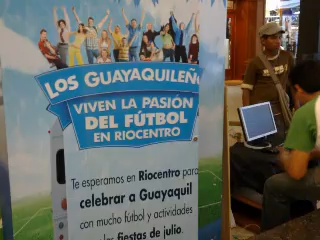 LOS GUAYAQUILEÑO
VIVEN LA PASIÓN
DEL FÚTBOL
EN RIOCENTRO
Te esperamos en Riocentro para
celebrar a Guayaquil
con mucho fútbol y actividades
fiestas de julio.